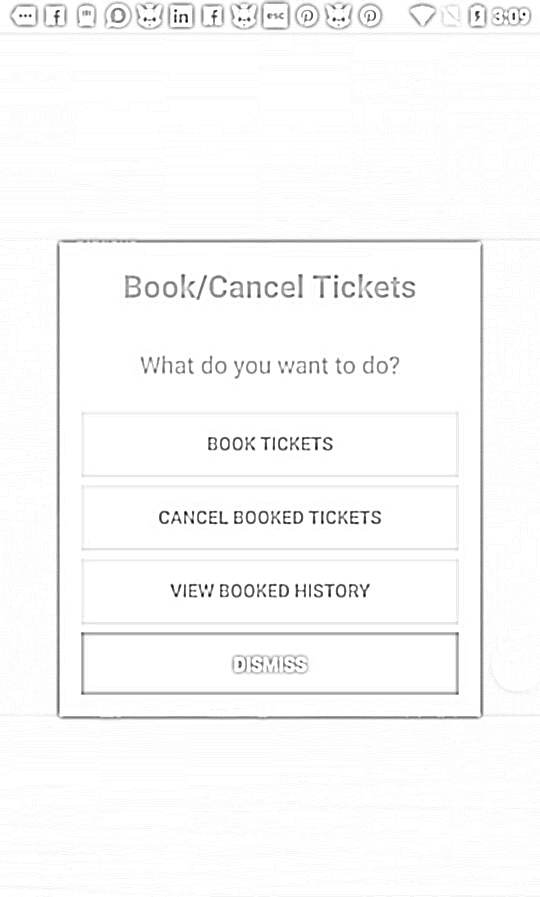 esc 3:09
Book/Cancel Tickets
What do you want to do?
BOOK TICKETS
CANCEL BOOKED TICKETS
VIEW BOOKED HISTORY
DISMISS